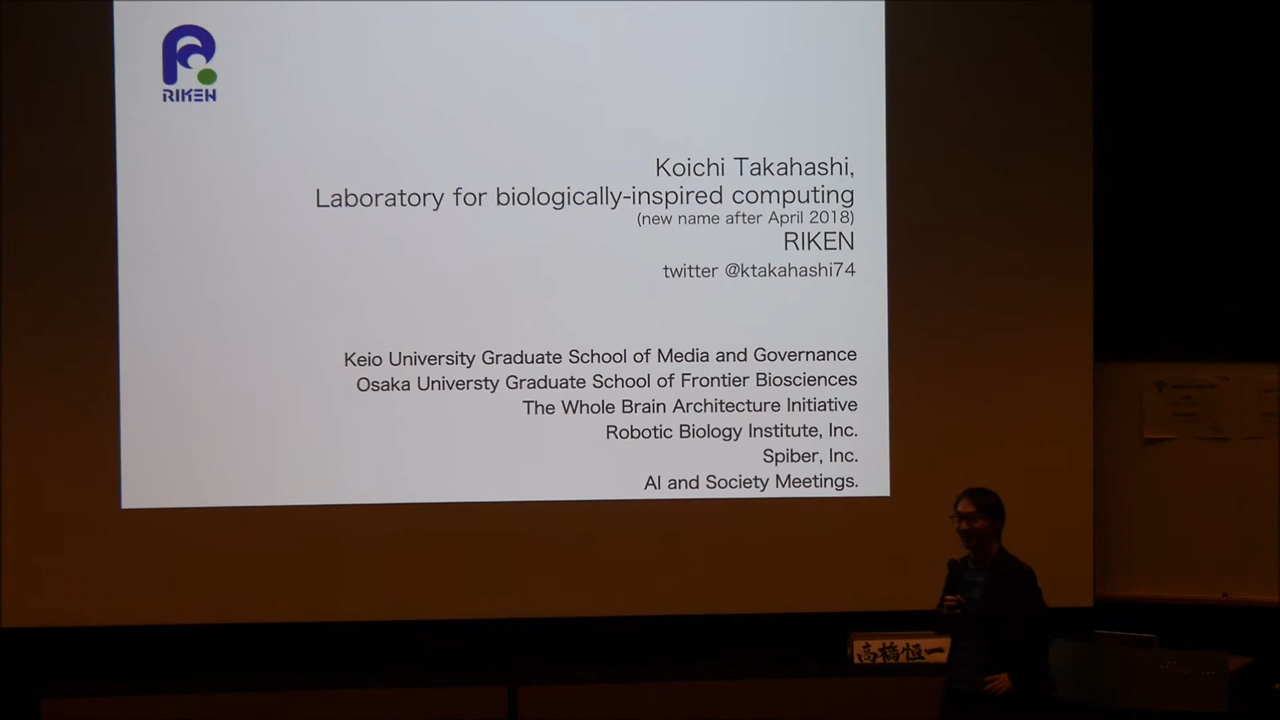 RIKEN
Koichi Takahashi,
Laboratory for biologically-inspired computing
(new name after April 2018)
RIKEN
twitter @ktakahashi74
Keio University Graduate School of Media and Governance
Osaka Universty Graduate School of Frontier Biosciences
The Whole Brain Architecture Initiative
Robotic Biology Institute, Inc.
Spiber, Inc.
AI and Society Meetings.
高橋恒一